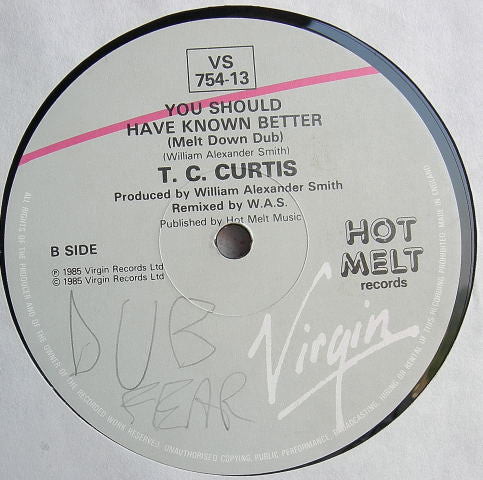 VS
754-13
YOU SHOULD
HAVE KNOWN BETTER
(Melt Down Dub)
(William Alexander Smith)
T. C. CURTIS
Produced by William Alexander Smith
Remixed by W.A.S.
Published by Hot Melt Music
B SIDE
℗ 1985 Virgin Records Ltd
© 1985 Virgin Records Ltd
HOT
MELT
records
DUB
FEAR
Virgin
ALL RIGHTS OF THE PRODUCER AND OF THE OWNER OF THE RECORDED WORK RESERVED. UNAUTHORISED COPYING, PUBLIC PERFORMANCE, BROADCASTING, HIRING OR RENTAL OF THIS RECORDING PROHIBITED. MADE IN ENGLAND